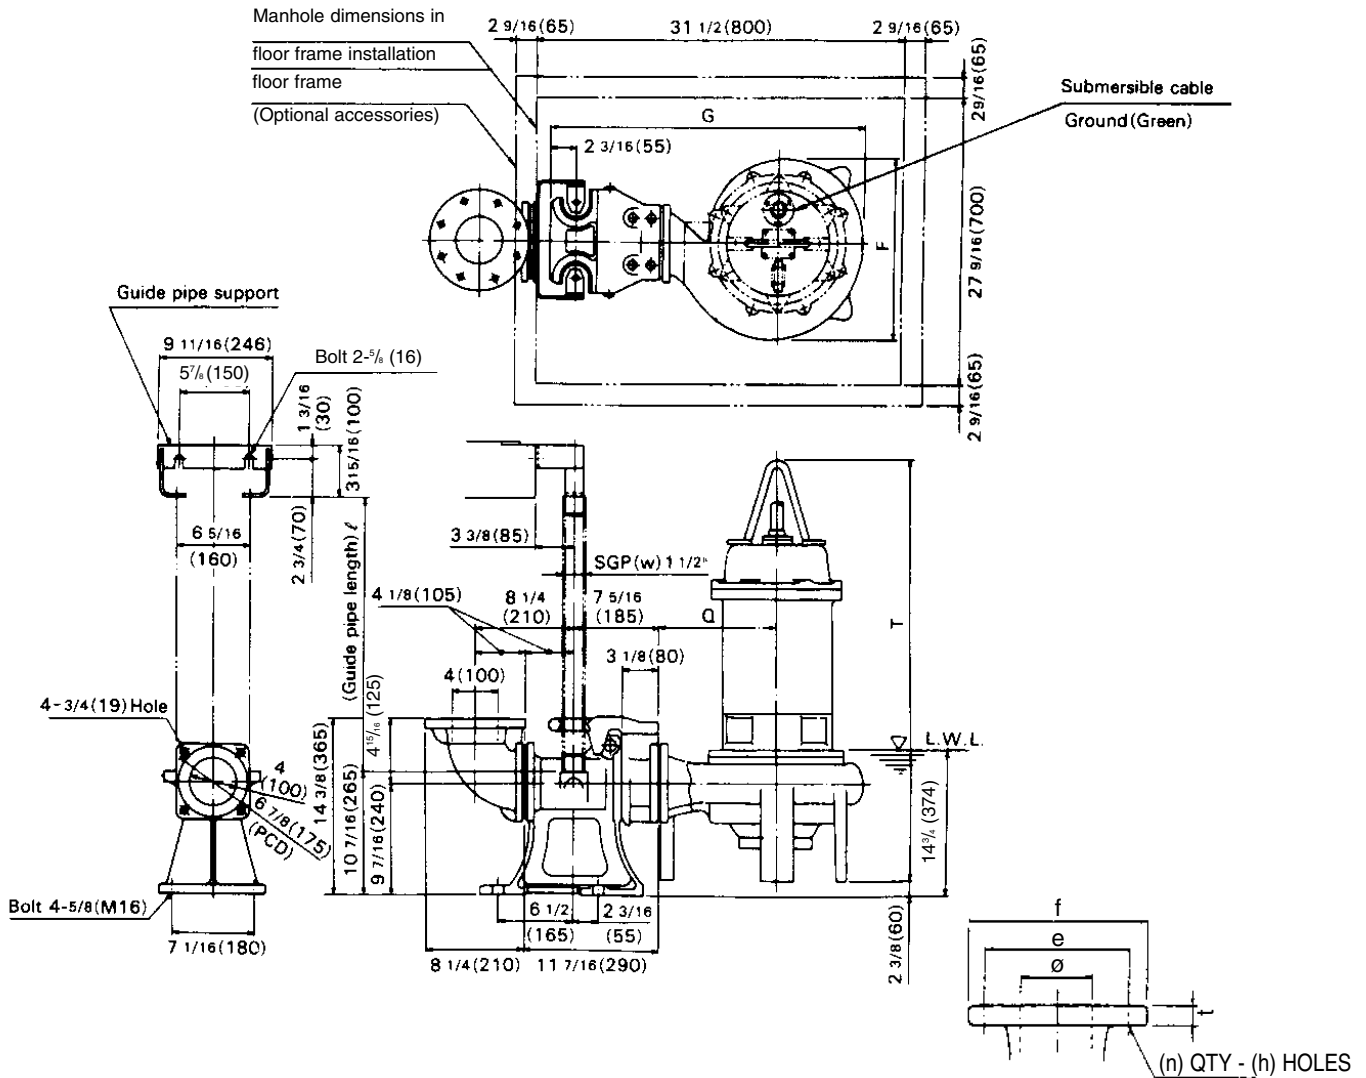 Manhole dimensions in
floor frame installation
floor frame
(Optional accessories)
2 9/16(65)
31 1/2(800)
2 9/16(65)
29/16(65)
Submersible cable
Ground(Green)
G
2 3/16(55)
F
27 9/16(700)
2 9/16(65)
Guide pipe support
9 11/16(246)
Bolt 2-5/8 (16)
5⅞(150)
1 3/16
(30)
315/16(100)
2 3/4(70)
6 5/16
(160)
(Guide pipe length) ℓ
3 3/8(85)
SGP(w)1 1/2"
4 1/8(105)
8 1/4
(210)
7 5/16
(185)
Q
T
3 1/8(80)
4(100)
4 15/16 (125)
4- 3/4(19)Hole
L.W.L.
4
(100)
6 7/8(175)
(PCD)
14 3/8(365)
10 7/16(265)
9 7/16(240)
14¾ (374)
Bolt 4-5/8(M16)
7 1/16(180)
6 1/2
(165)
2 3/16
(55)
8 1/4(210)
11 7/16(290)
2 3/8(60)
f
e
ø
t
(n) QTY - (h) HOLES